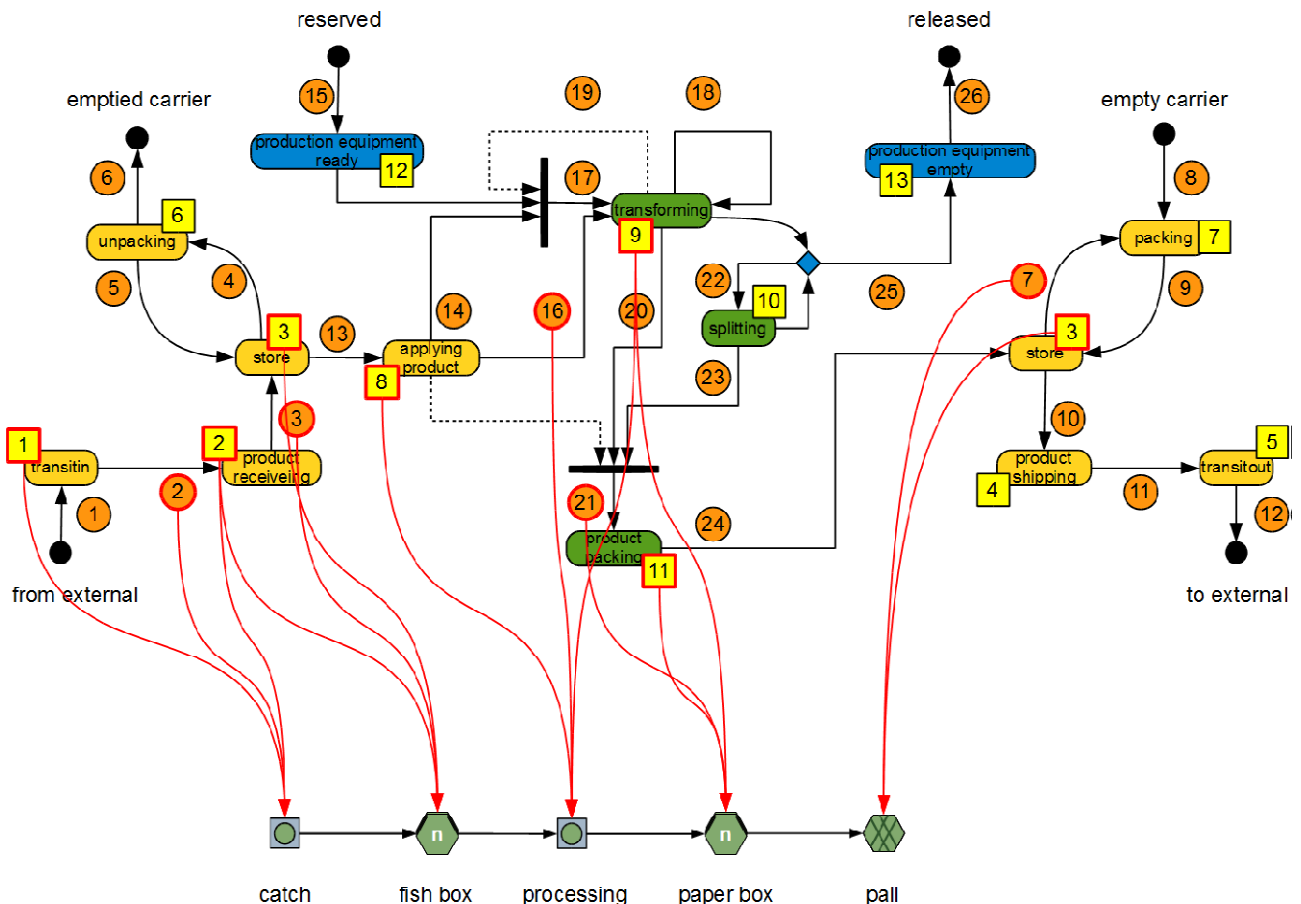 reserved
released
emptied carrier
empty carrier
15
19
18
26
production equipment
ready
12
production equipment
empty
13
6
17
8
6
unpacking
transforming
9
packing
7
5
4
3
store
13
14
applying
product
8
16
20
22
10
splitting
25
23
7
9
3
store
1
transitin
2
product
receiveing
3
2
1
21
24
product
packing
11
10
product
shipping
4
11
5
transitout
12
from external
to external
n
n
catch
fish box
processing
paper box
pall